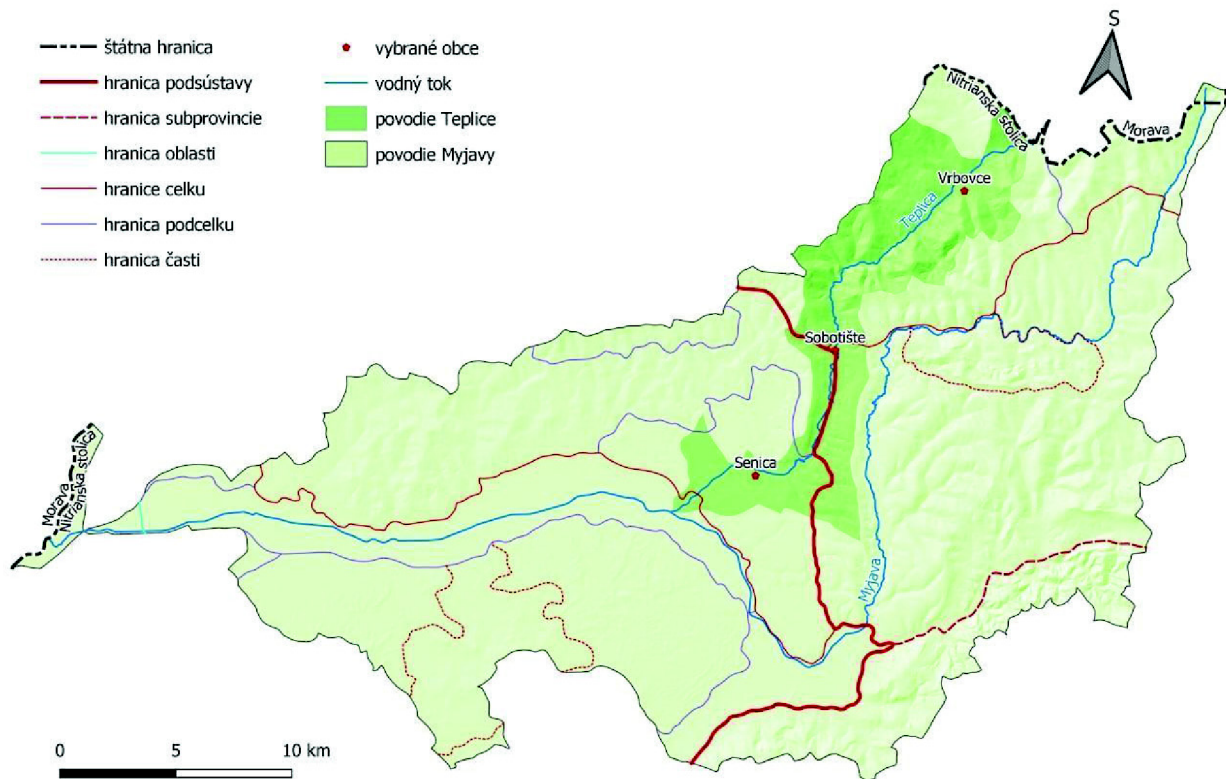 štátna hranica
hranica podsústavy
hranica subprovincie
hranica oblasti
hranice celku
hranica podcelku
hranica časti
vybrané obce
vodný tok
povodie Teplice
povodie Myjavy
S
Nitrianska stolica
Morava
Vrbovce
Teplica
Sobotište
Senica
Myjava
Morava
Nitrianska stolica
0 5 10 km